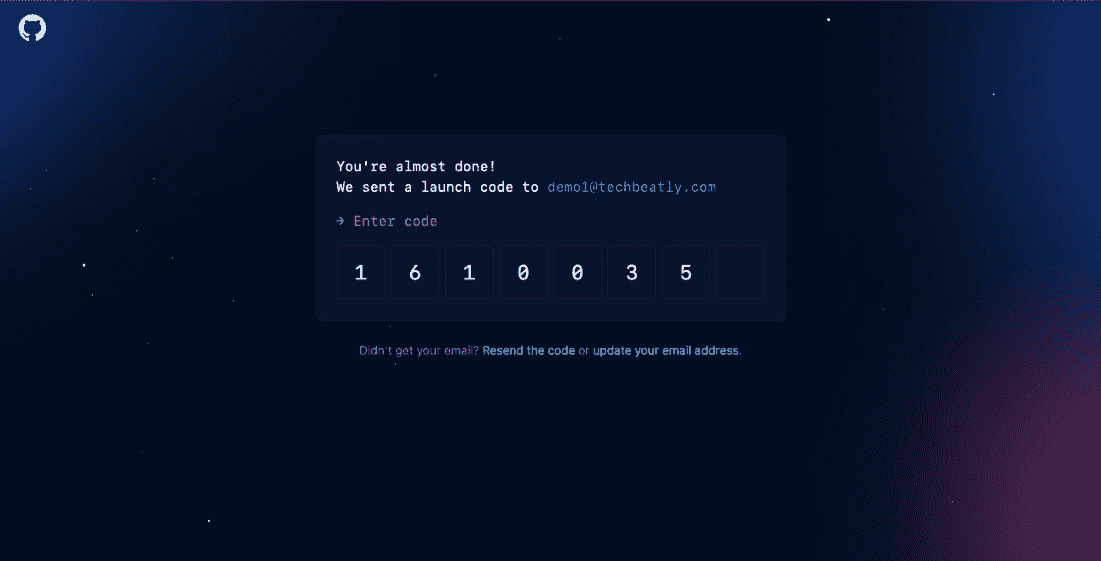 You're almost done!
We sent a launch code to demo1@techbeatly.com
→ Enter code
1 6 1 0 0 3 5
Didn't get your email? Resend the code or update your email address.